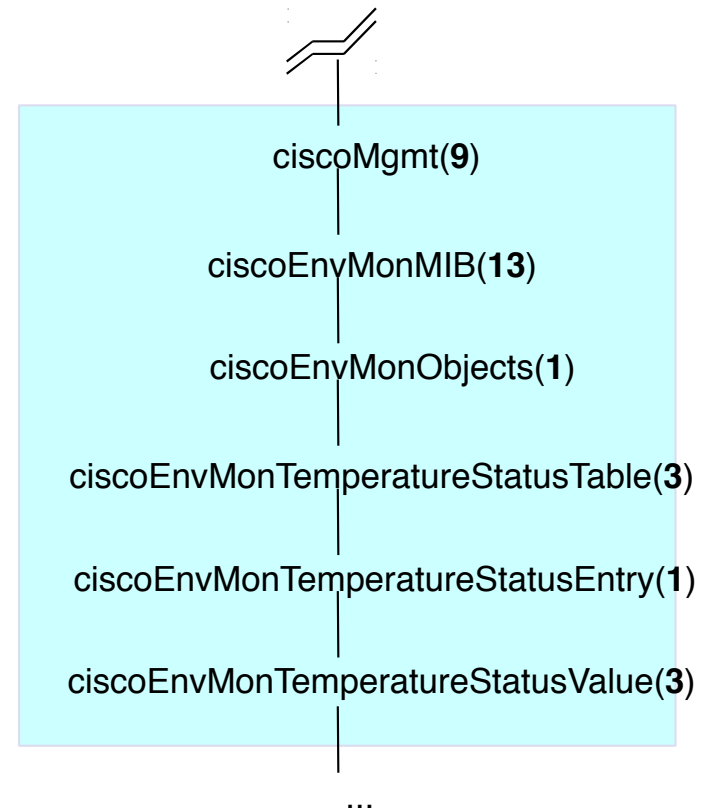 ciscoMgmt(9)
ciscoEnvMonMIB(13)
ciscoEnvMonObjects(1)
ciscoEnvMonTemperatureStatusTable(3)
ciscoEnvMonTemperatureStatusEntry(1)
ciscoEnvMonTemperatureStatusValue(3)
...